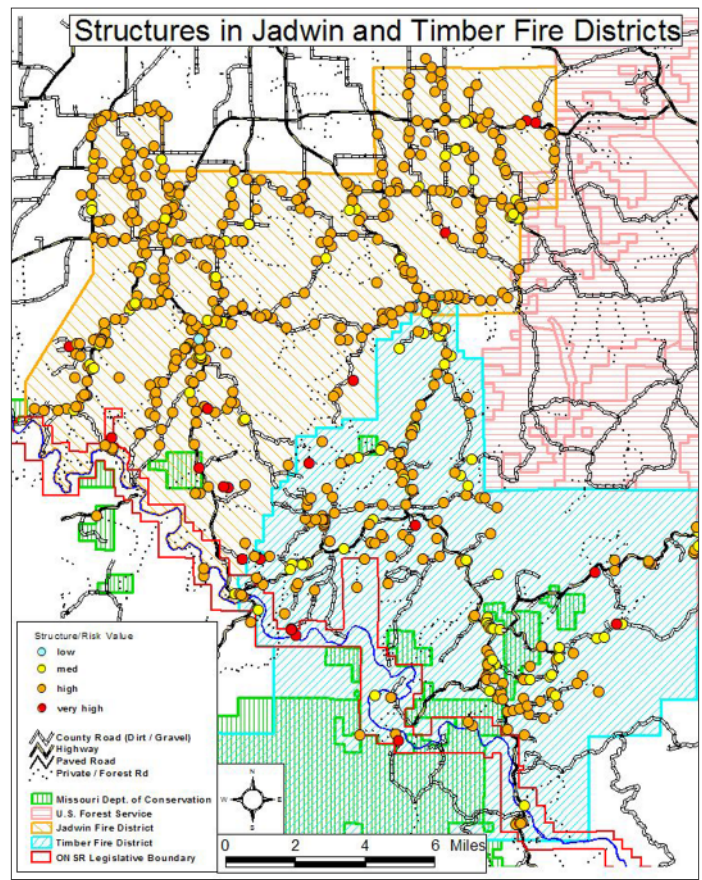 Structures in Jadwin and Timber Fire Districts
Structure/Risk Value
low
med
high
very high
County Road (Dirt / Gravel)
Highway
Paved Road
Private / Forest Rd
Missouri Dept. of Conservation
U.S. Forest Service
Jadwin Fire District
Timber Fire District
ONSR Legislative Boundary
N
W E
S
0 2 4 6 Miles